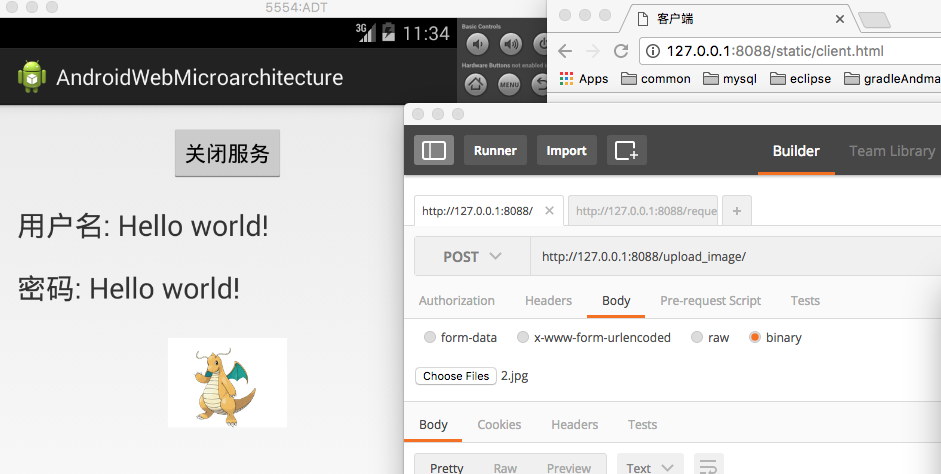 5554:ADT
3G 11:34
AndroidWebMicroarchitecture
关闭服务
用户名: Hello world!
密码: Hello world!
Basic Controls
Hardware Buttons not enabled in
MENU
客户端
127.0.0.1:8088/static/client.html
Apps common mysql eclipse gradleAndma
Runner Import Builder Team Library
http://127.0.0.1:8088/ http://127.0.0.1:8088/reque
POST http://127.0.0.1:8088/upload_image/
Authorization Headers Body Pre-request Script Tests
form-data x-www-form-urlencoded raw binary
Choose Files 2.jpg
Body Cookies Headers Tests
Pretty Raw Preview Text